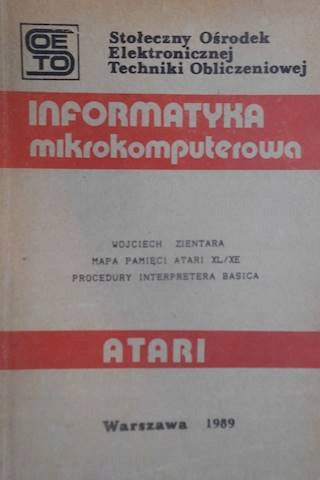 SOETO
Stołeczny Ośrodek
Elektronicznej
Techniki Obliczeniowej
INFORMATYKA
mikrokomputerowa
WOJCIECH ZIENTARA
MAPA PAMIĘCI ATARI XL/XE
PROCEDURY INTERPRETERA BASICA
ATARI
Warszawa 1989